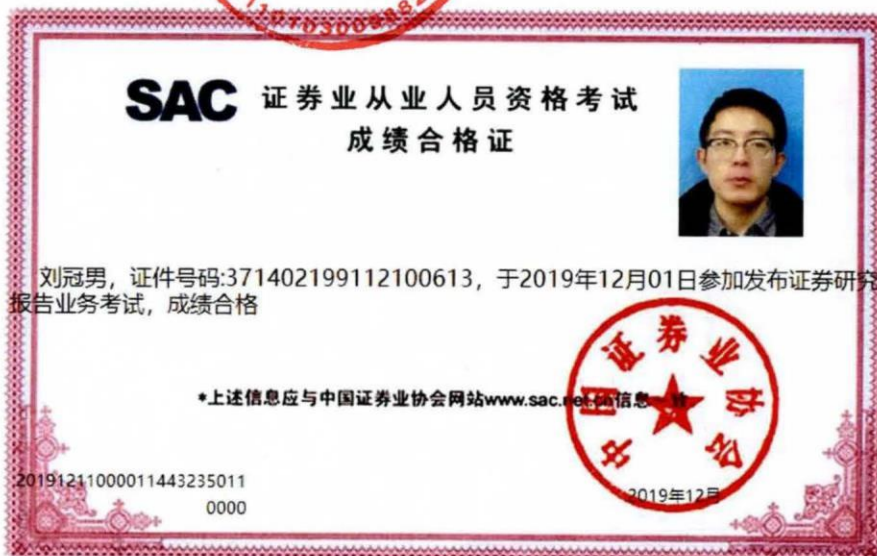 SAC 证券业从业人员资格考试
成绩合格证
刘冠男，证件号码:371402199112100613，于2019年12月01日参加发布证券研究
报告业务考试，成绩合格
*上述信息应与中国证券业协会网站www.sac.net.cn信息一致
中国证券业协会
20191211000011443235011
0000
2019年12月